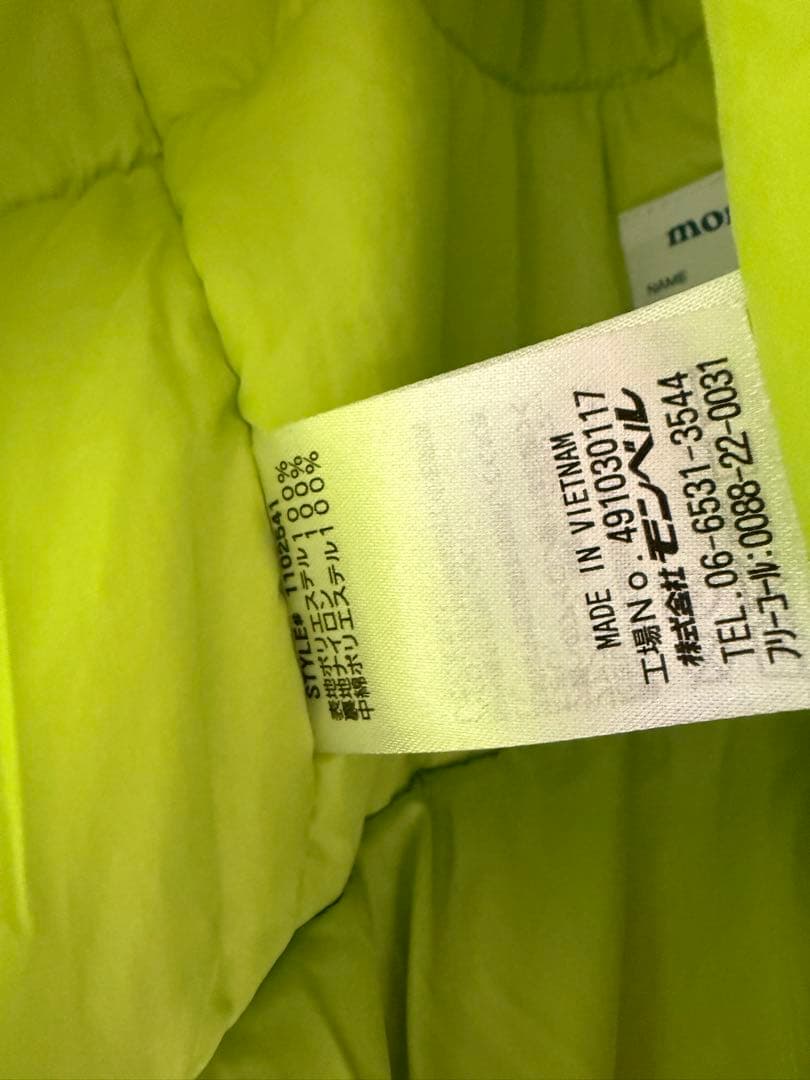 STYLE# 1102541
表地ポリエステル100%
裏地ナイロン100%
中綿ポリエステル100%
MADE IN VIETNAM
工場No. 491030117
株式会社モンベル
TEL.06-6531-3544
フリーコール:0088-22-0031
NAME